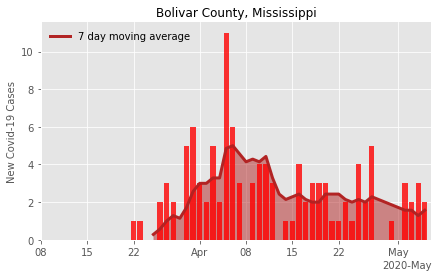 Bolivar County, Mississippi
7 day moving average
New Covid-19 Cases
10
8
6
4
2
0
08 15 22 Apr 08 15 22 May
2020-May